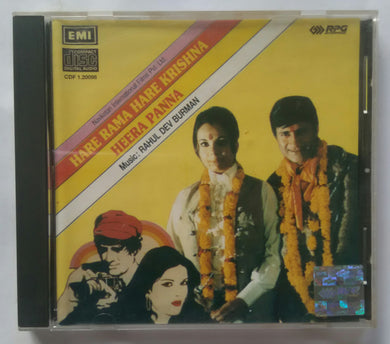 EMI
COMPACT
disc
DIGITAL AUDIO
CDF 1.20096
RPG
Navketan International Films Pvt. Ltd.
HARE RAMA HARE KRISHNA
HEERA PANNA
Music: RAHUL DEV BURMAN